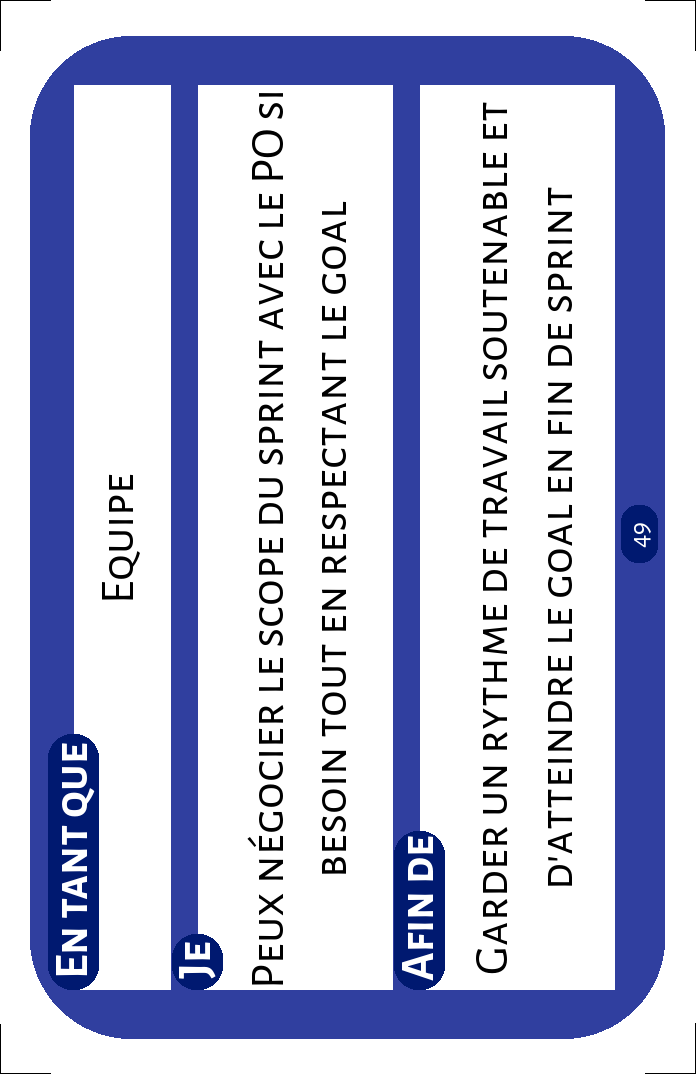 En tant que
Equipe
Je
Peux négocier le scope du sprint avec le PO si
besoin tout en respectant le goal
Afin de
Garder un rythme de travail soutenable et
d'atteindre le goal en fin de sprint
49